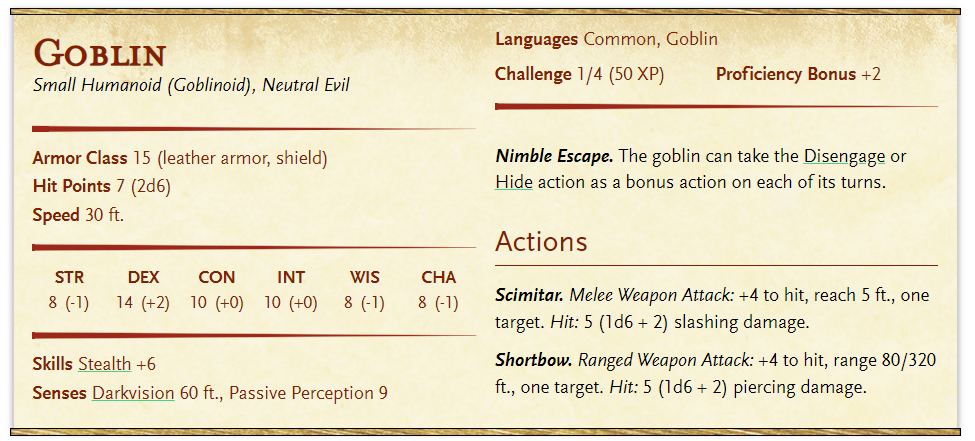 Goblin
Small Humanoid (Goblinoid), Neutral Evil
Armor Class 15 (leather armor, shield)
Hit Points 7 (2d6)
Speed 30 ft.
STR DEX CON INT WIS CHA
8 (-1) 14 (+2) 10 (+0) 10 (+0) 8 (-1) 8 (-1)
Skills Stealth +6
Senses Darkvision 60 ft., Passive Perception 9
Languages Common, Goblin
Challenge 1/4 (50 XP) Proficiency Bonus +2
Nimble Escape. The goblin can take the Disengage or
Hide action as a bonus action on each of its turns.
Actions
Scimitar. Melee Weapon Attack: +4 to hit, reach 5 ft., one
target. Hit: 5 (1d6 + 2) slashing damage.
Shortbow. Ranged Weapon Attack: +4 to hit, range 80/320
ft., one target. Hit: 5 (1d6 + 2) piercing damage.